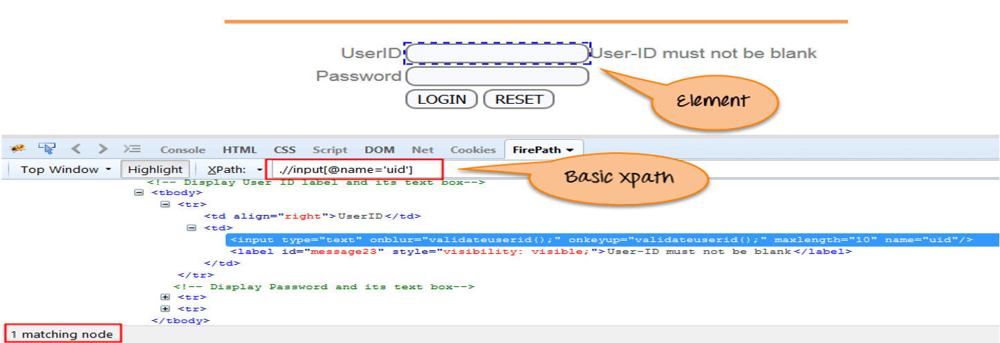 UserID User-ID must not be blank
Password
LOGIN RESET
Element
Console HTML CSS Script DOM Net Cookies FirePath
Top Window Highlight XPath: .//input[@name='uid']
Basic xpath
<!-- Display User ID label and its text box-->
<tbody>
<tr>
<td align="right">UserID</td>
<td>
<input type="text" onblur="validateuserid();" onkeyup="validateuserid();" maxlength="10" name="uid"/>
<label id="message23" style="visibility: visible;">User-ID must not be blank</label>
</td>
</tr>
<!-- Display Password and its text box-->
<tr>
<tr>
</tbody>
1 matching node